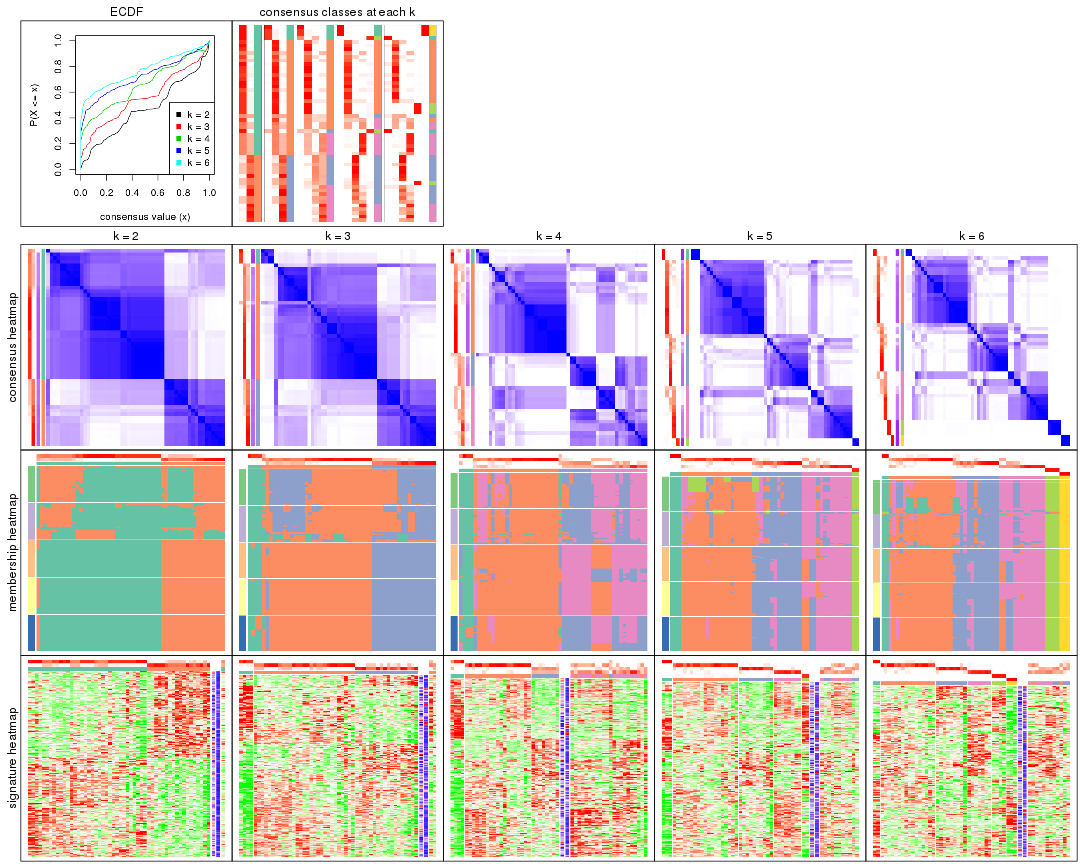 ECDF
consensus classes at each k
P(X <= x)
0.0 0.2 0.4 0.6 0.8 1.0
k = 2
k = 3
k = 4
k = 5
k = 6
0.0 0.2 0.4 0.6 0.8 1.0
consensus value (x)
k = 2 k = 3 k = 4 k = 5 k = 6
consensus heatmap
membership heatmap
signature heatmap